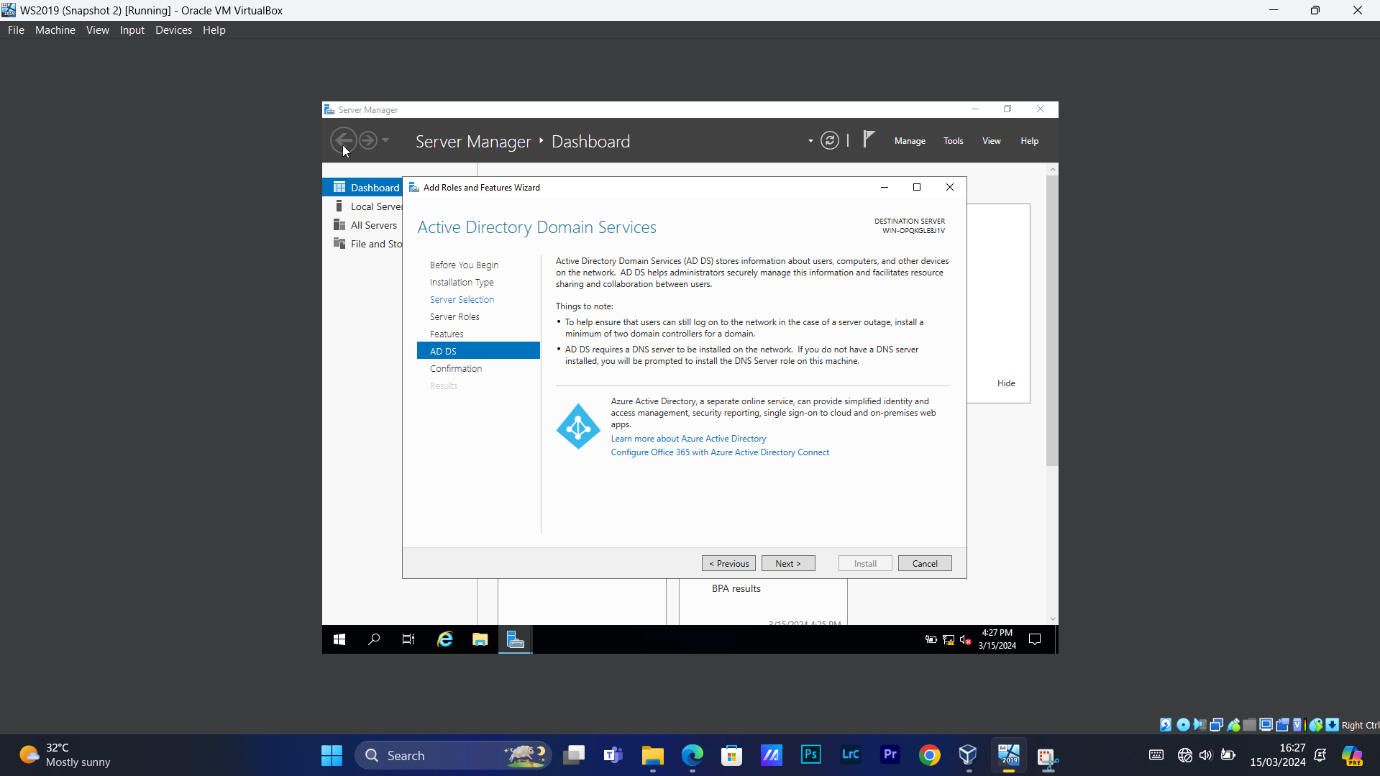 WS2019 (Snapshot 2) [Running] - Oracle VM VirtualBox
File Machine View Input Devices Help
Server Manager
Server Manager ‣ Dashboard
Manage Tools View Help
Dashboard
Local Server
All Servers
File and Sto
Add Roles and Features Wizard
Active Directory Domain Services
DESTINATION SERVER
WIN-OPQKGLE8J1V
Before You Begin
Installation Type
Server Selection
Server Roles
Features
AD DS
Confirmation
Results
Active Directory Domain Services (AD DS) stores information about users, computers, and other devices
on the network. AD DS helps administrators securely manage this information and facilitates resource
sharing and collaboration between users.
Things to note:
• To help ensure that users can still log on to the network in the case of a server outage, install a
minimum of two domain controllers for a domain.
• AD DS requires a DNS server to be installed on the network. If you do not have a DNS server
installed, you will be prompted to install the DNS Server role on this machine.
Azure Active Directory, a separate online service, can provide simplified identity and
access management, security reporting, single sign-on to cloud and on-premises web
apps.
Learn more about Azure Active Directory
Configure Office 365 with Azure Active Directory Connect
Hide
< Previous Next > Install Cancel
BPA results
3/15/2024 4:25 PM
4:27 PM
3/15/2024
Right Ctrl
32°C
Mostly sunny
Search
Ps
LrC
Pr
2019
16:27
15/03/2024
PRE